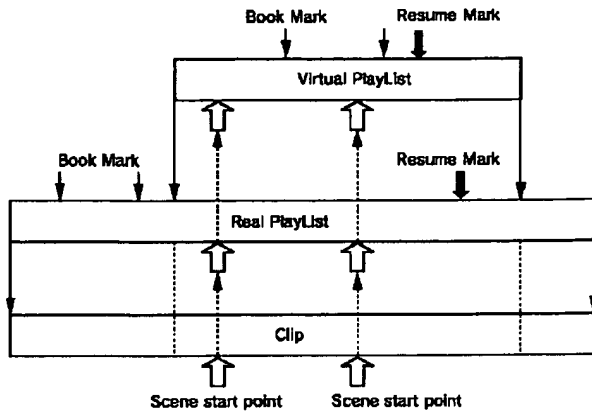 Book Mark
Resume Mark
Virtual PlayList
Book Mark
Resume Mark
Real PlayList
Clip
Scene start point
Scene start point